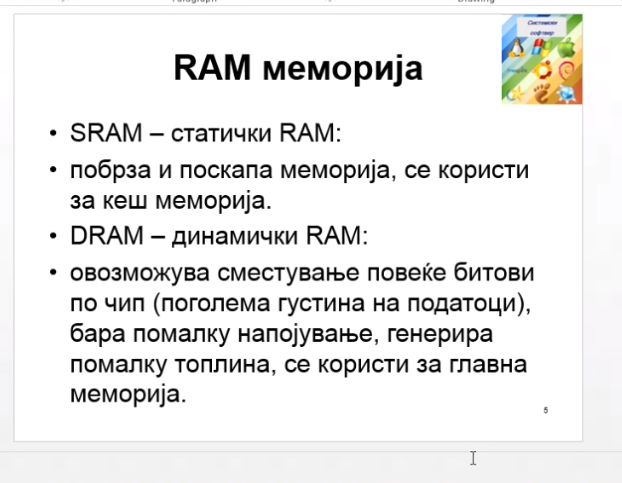 Системски
софтвер
RAM меморија
• SRAM – статички RAM:
• побрза и поскапа меморија, се користи
за кеш меморија.
• DRAM – динамички RAM:
• овозможува сместување повеќе битови
по чип (поголема густина на податоци),
бара помалку напојување, генерира
помалку топлина, се користи за главна
меморија.
5